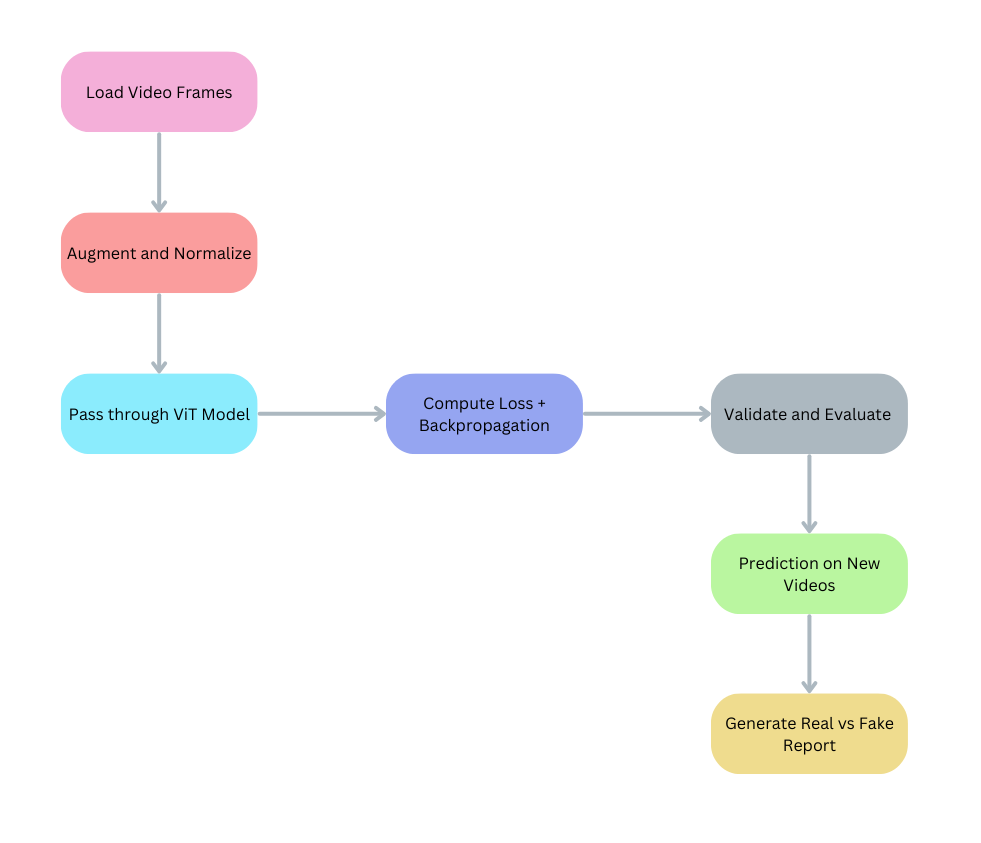 Load Video Frames
Augment and Normalize
Pass through ViT Model
Compute Loss +
Backpropagation
Validate and Evaluate
Prediction on New
Videos
Generate Real vs Fake
Report